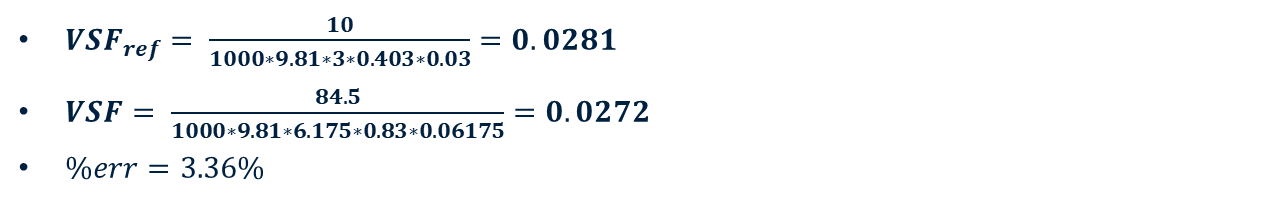 • VSF_ref = 10 / 1000*9.81*3*0.403*0.03 = 0.0281
• VSF = 84.5 / 1000*9.81*6.175*0.83*0.06175 = 0.0272
• %err = 3.36%